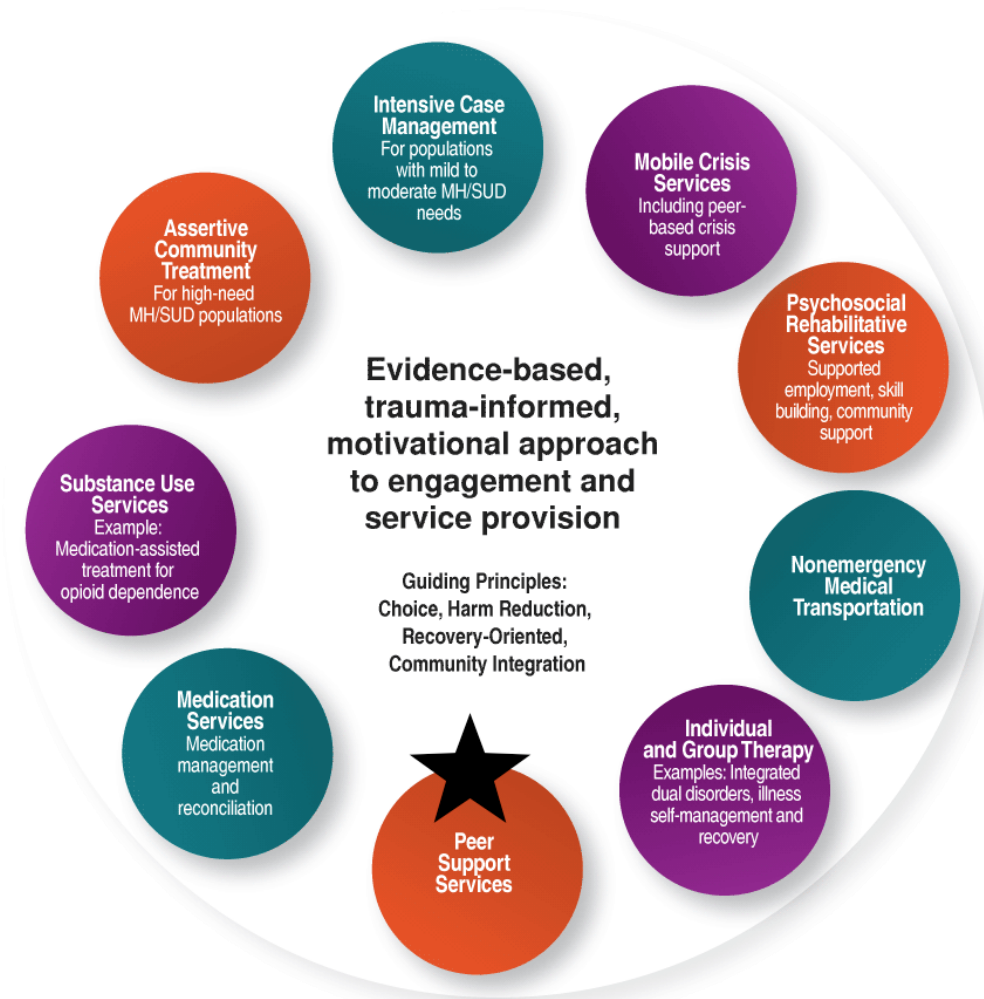 Intensive Case
Management
For populations
with mild to
moderate MH/SUD
needs
Mobile Crisis
Services
Including peer-
based crisis
support
Psychosocial
Rehabilitative
Services
Supported
employment, skill
building, community
support
Nonemergency
Medical
Transportation
Individual
and Group Therapy
Examples: Integrated
dual disorders, illness
self-management and
recovery
Peer
Support
Services
Medication
Services
Medication
management
and
reconciliation
Substance Use
Services
Example:
Medication-assisted
treatment for
opioid dependence
Assertive
Community
Treatment
For high-need
MH/SUD populations
Evidence-based,
trauma-informed,
motivational approach
to engagement and
service provision
Guiding Principles:
Choice, Harm Reduction,
Recovery-Oriented,
Community Integration